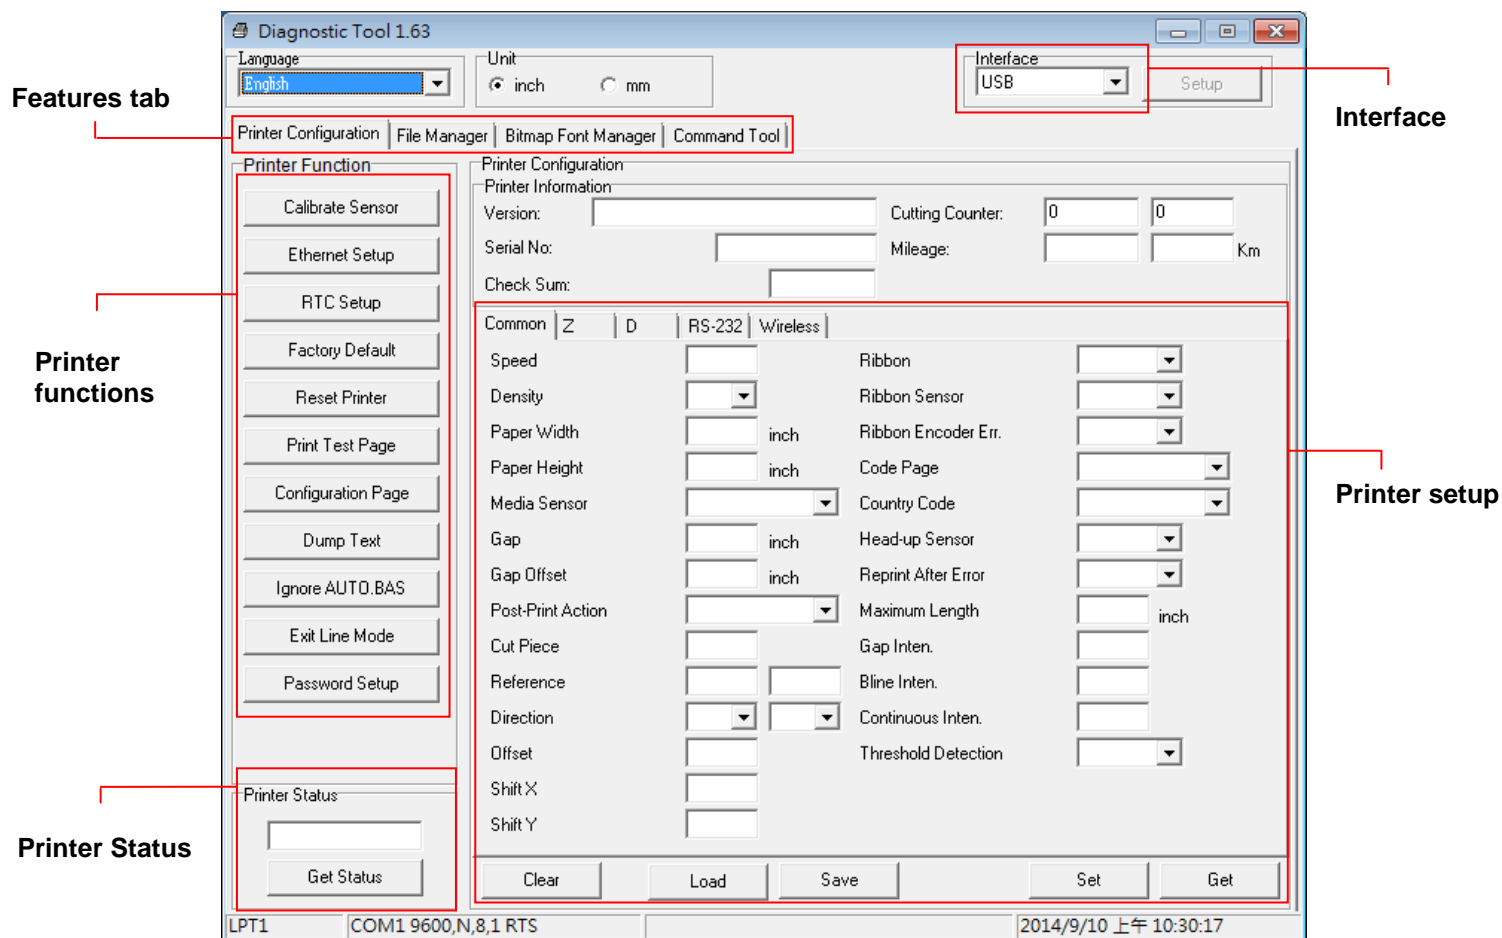 Diagnostic Tool 1.63
Language
English
Unit
inch
mm
Interface
USB
Setup
Features tab
Interface
Printer Configuration
File Manager
Bitmap Font Manager
Command Tool
Printer Function
Calibrate Sensor
Ethernet Setup
RTC Setup
Factory Default
Reset Printer
Print Test Page
Configuration Page
Dump Text
Ignore AUTO.BAS
Exit Line Mode
Password Setup
Printer functions
Printer Configuration
Printer Information
Version:
Cutting Counter: 0 0
Serial No:
Mileage: Km
Check Sum:
Common
Z
D
RS-232
Wireless
Speed
Ribbon
Density
Ribbon Sensor
Paper Width inch
Ribbon Encoder Err.
Paper Height inch
Code Page
Media Sensor
Country Code
Gap inch
Head-up Sensor
Gap Offset inch
Reprint After Error
Post-Print Action
Maximum Length inch
Cut Piece
Gap Inten.
Reference
Bline Inten.
Direction
Continuous Inten.
Offset
Threshold Detection
Shift X
Shift Y
Printer setup
Printer Status
Printer Status
Get Status
Clear
Load
Save
Set
Get
LPT1
COM1 9600,N,8,1 RTS
2014/9/10 上午 10:30:17